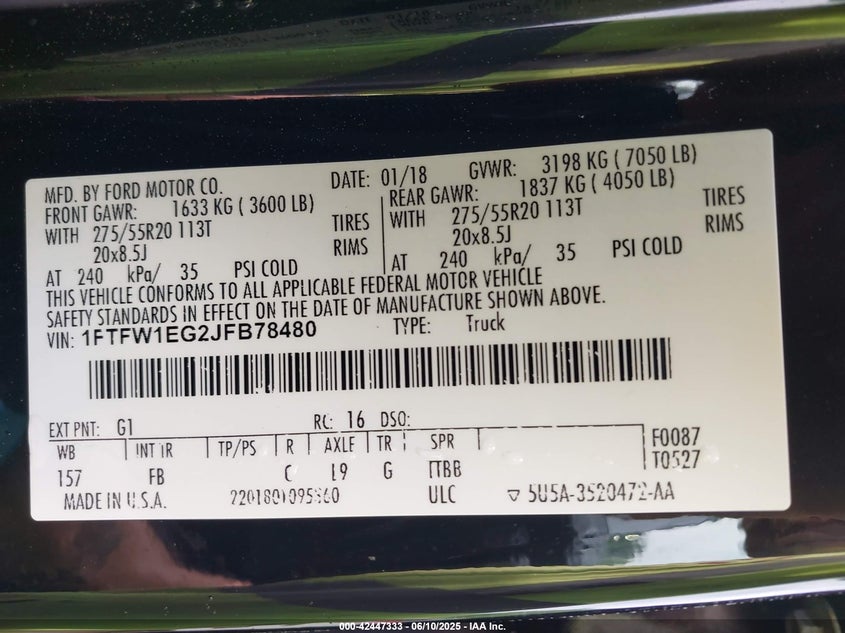 MFD. BY FORD MOTOR CO. DATE: 01/18 GVWR: 3198 KG ( 7050 LB)
FRONT GAWR: 1633 KG ( 3600 LB) REAR GAWR: 1837 KG ( 4050 LB)
WITH 275/55R20 113T TIRES WITH 275/55R20 113T TIRES
20x8.5J RIMS 20x8.5J RIMS
AT 240 kPa/ 35 PSI COLD AT 240 kPa/ 35 PSI COLD
THIS VEHICLE CONFORMS TO ALL APPLICABLE FEDERAL MOTOR VEHICLE
SAFETY STANDARDS IN EFFECT ON THE DATE OF MANUFACTURE SHOWN ABOVE.
VIN: 1FTFW1EG2JFB78480 TYPE: Truck
EXT PNT: G1 RC: 16 DSO: F0087
WB INT TR TP/PS R AXLE TR SPR T0527
157 FB C L9 G ITBB
MADE IN U.S.A. ULC 5U5A-3520472-AA
000-42447333 - 06/10/2025 - IAA Inc.